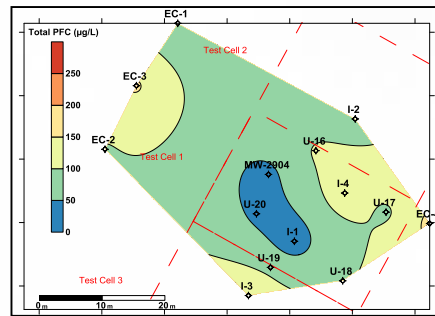 EC-1
Total PFC (µg/L)
Test Cell 2
250
200
150
100
50
0
EC-3
I-2
EC-2
U-16
Test Cell 1
MW-2904
I-4
U-20
U-17
EC-
I-1
U-19
Test Cell 3
U-18
I-3
0 m
10 m
20 m